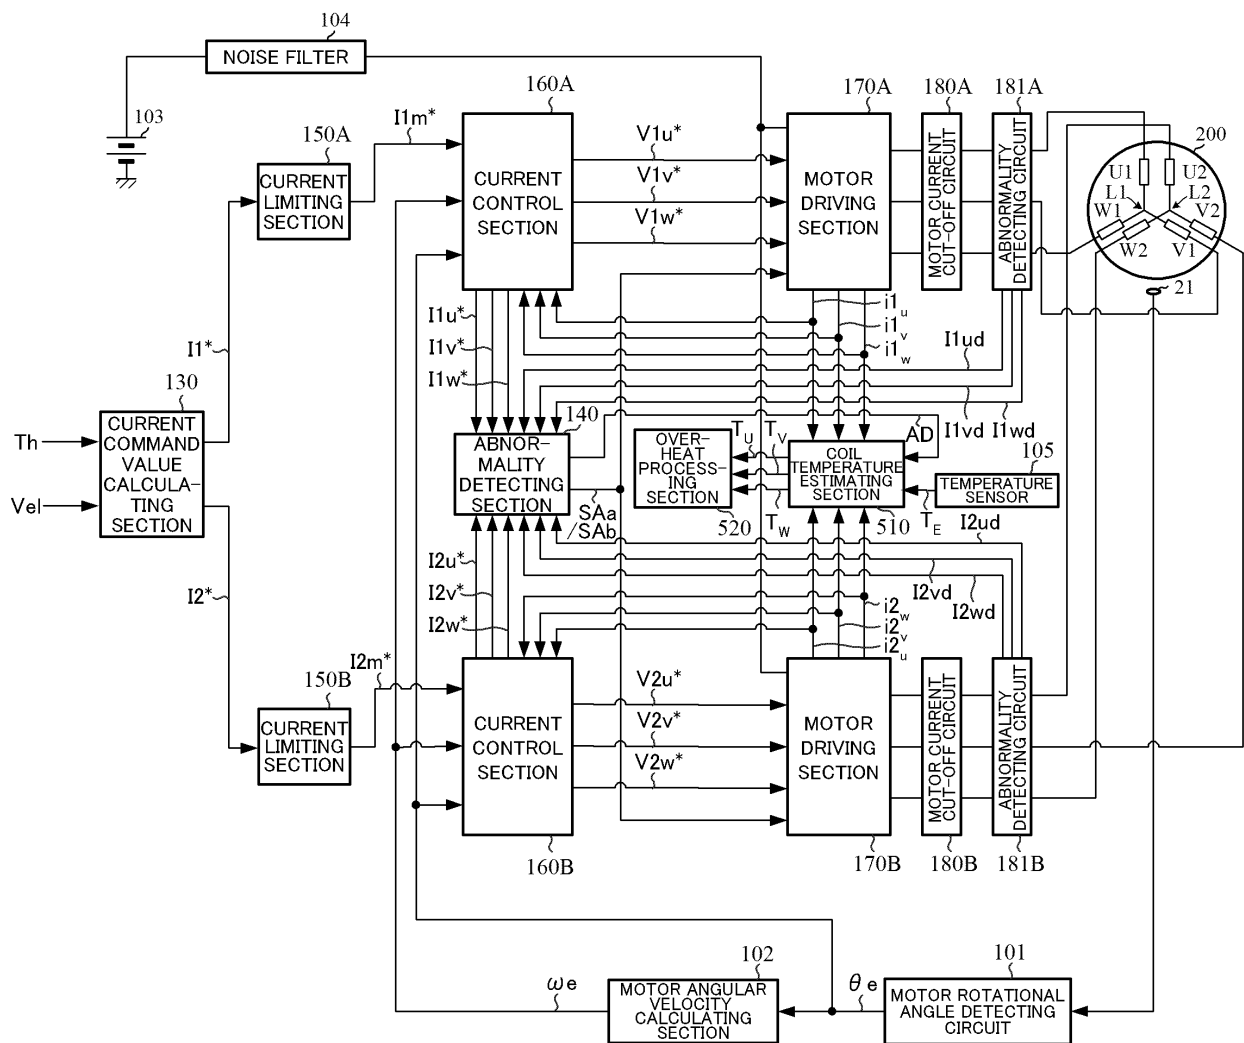 104
NOISE FILTER
103
150A
CURRENT
LIMITING
SECTION
I1m*
160A
CURRENT
CONTROL
SECTION
V1u*
V1v*
V1w*
170A
MOTOR
DRIVING
SECTION
180A
MOTOR CURRENT
CUT-OFF CIRCUIT
181A
ABNORMALITY
DETECTING CIRCUIT
200
U1
U2
L1
L2
W1
V2
W2
V1
21
I1u*
I1v*
I1w*
i1u
i1v
i1w
I1ud
I1vd
I1wd
I1*
130
CURRENT
COMMAND
VALUE
CALCULA-
TING
SECTION
Th
Vel
140
ABNOR-
MALITY
DETECTING
SECTION
SAa
/SAb
OVER-
HEAT
PROCESS-
ING
SECTION
520
TU
TV
TW
COIL
TEMPERATURE
ESTIMATING
SECTION
510
AD
105
TEMPERATURE
SENSOR
TE
I2ud
I2vd
I2wd
I2*
I2u*
I2v*
I2w*
i2w
i2v
i2u
I2m*
150B
CURRENT
LIMITING
SECTION
CURRENT
CONTROL
SECTION
160B
V2u*
V2v*
V2w*
MOTOR
DRIVING
SECTION
170B
MOTOR CURRENT
CUT-OFF CIRCUIT
180B
ABNORMALITY
DETECTING CIRCUIT
181B
ωe
102
MOTOR ANGULAR
VELOCITY
CALCULATING
SECTION
θe
101
MOTOR ROTATIONAL
ANGLE DETECTING
CIRCUIT